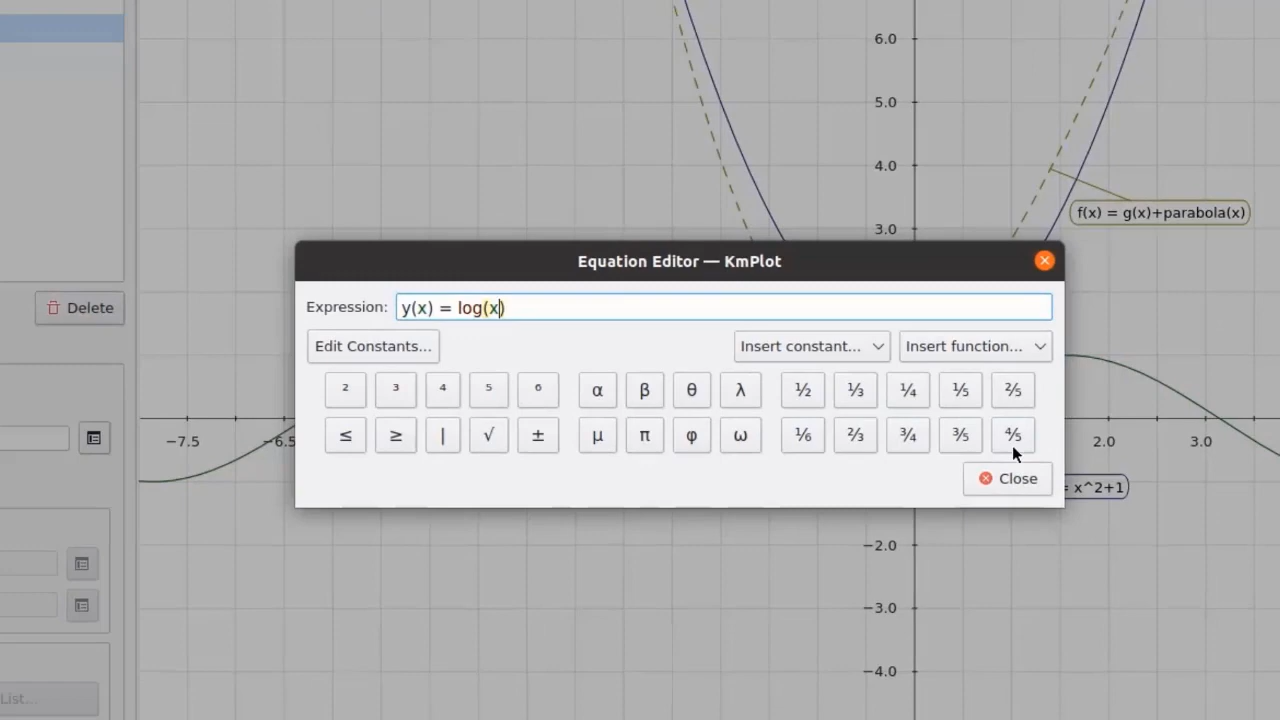 6.0
5.0
4.0
f(x) = g(x)+parabola(x)
3.0
Equation Editor — KmPlot
Expression: y(x) = log(x)
Delete
Edit Constants... Insert constant... Insert function...
² ³ ⁴ ⁵ ⁶ α β θ λ ½ ⅓ ¼ ⅕ ⅖
≤ ≥ | √ ± μ π φ ω ⅙ ⅔ ¾ ⅗ ⅘
−7.5 −6.5 2.0 3.0
Close
= x^2+1
−2.0
−3.0
−4.0
List...